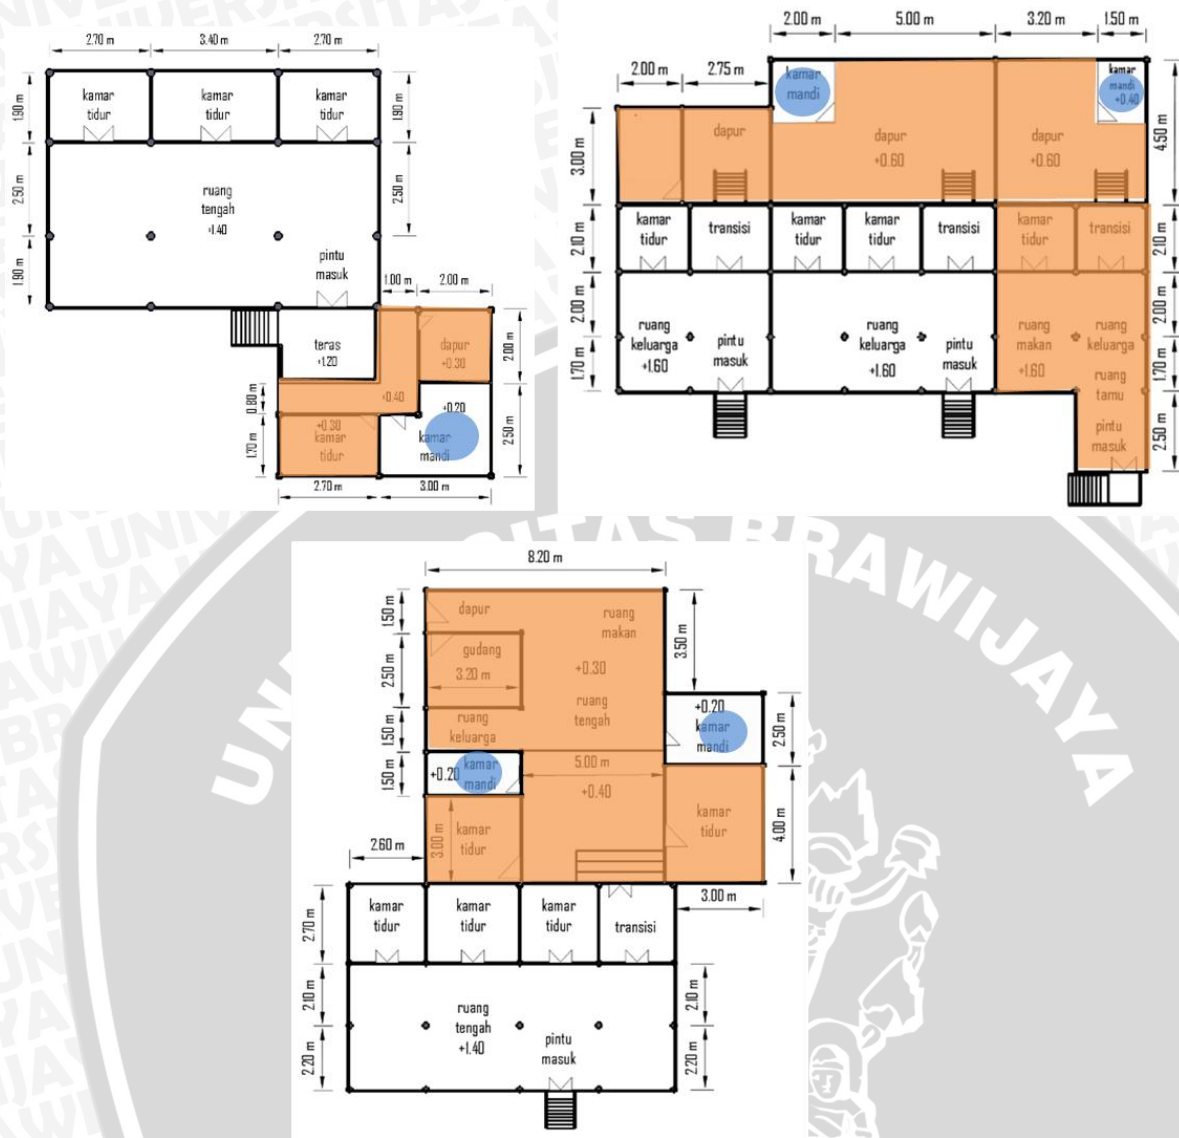 2.70 m
3.40 m
2.70 m
1.90 m
kamar
tidur
kamar
tidur
kamar
tidur
1.90 m
2.50 m
ruang
tengah
+1.40
2.50 m
1.90 m
pintu
masuk
1.00 m
2.00 m
teras
+1.20
dapur
+0.30
2.00 m
0.80 m
+0.40
+0.20
+0.30
kamar
tidur
kamar
mandi
1.70 m
2.50 m
2.70 m
3.00 m
2.00 m
5.00 m
3.20 m
1.50 m
2.00 m
2.75 m
kamar
mandi
kamar
mandi
+0.40
3.00 m
dapur
dapur
+0.60
dapur
+0.60
4.50 m
2.10 m
kamar
tidur
transisi
kamar
tidur
kamar
tidur
transisi
kamar
tidur
transisi
2.10 m
2.00 m
ruang
keluarga
+1.60
pintu
masuk
ruang
keluarga
+1.60
pintu
masuk
ruang
makan
+1.60
ruang
keluarga
ruang
tamu
pintu
masuk
2.00 m
1.70 m
1.70 m
2.50 m
UNIVERSITAS BRAWIJAYA
8.20 m
1.50 m
dapur
ruang
makan
3.50 m
2.50 m
gudang
3.20 m
+0.30
ruang
tengah
1.50 m
ruang
keluarga
+0.20
kamar
mandi
2.50 m
1.50 m
+0.20
kamar
mandi
5.00 m
+0.40
3.00 m
kamar
tidur
kamar
tidur
4.00 m
2.60 m
3.00 m
2.70 m
kamar
tidur
kamar
tidur
kamar
tidur
transisi
2.10 m
ruang
tengah
+1.40
2.10 m
2.20 m
pintu
masuk
2.20 m